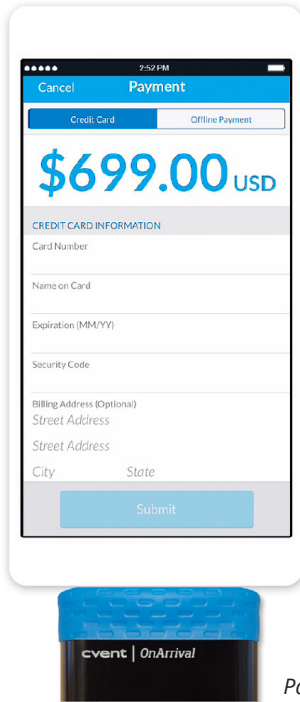 2:52 PM
Cancel Payment
Credit Card Offline Payment
$699.00 USD
CREDIT CARD INFORMATION
Card Number
Name on Card
Expiration (MM/YY)
Security Code
Billing Address (Optional)
Street Address
Street Address
City State
Submit
cvent | OnArrival